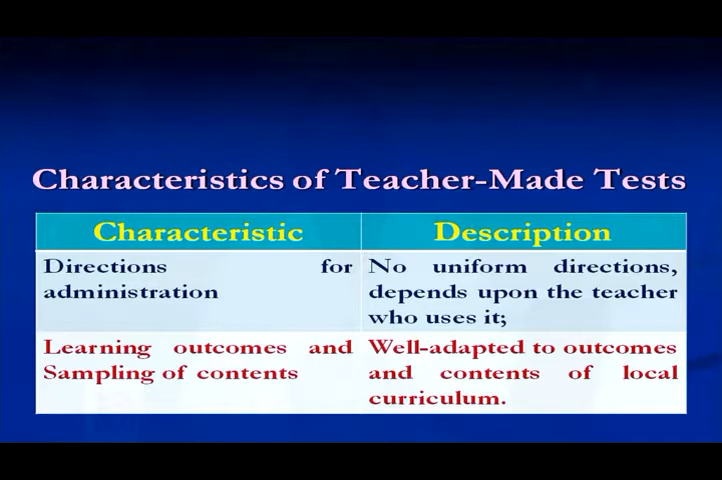 Characteristics of Teacher-Made Tests
Characteristic
Description
Directions for
administration
No uniform directions,
depends upon the teacher
who uses it;
Learning outcomes and
Sampling of contents
Well-adapted to outcomes
and contents of local
curriculum.